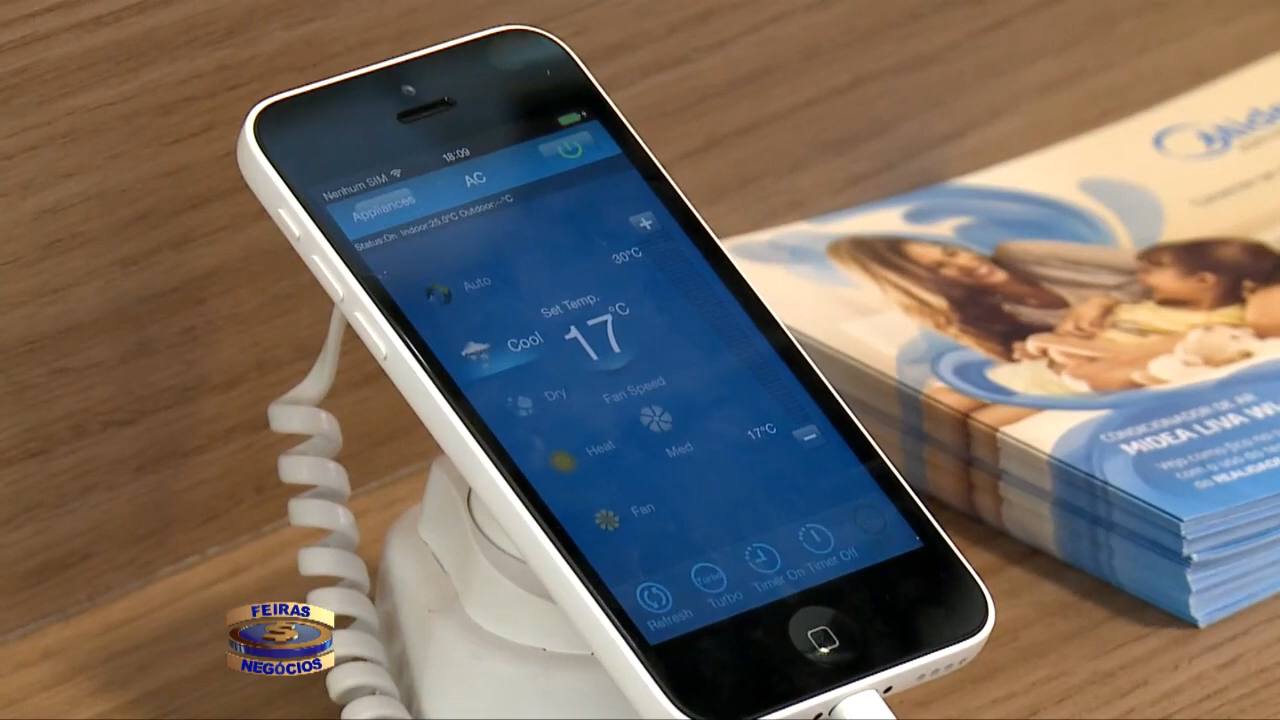 Nenhum SIM 18:09
Appliances AC
Status:On Indoor:25.0°C Outdoor:--°C
30°C
Auto
Set Temp.
Cool 17°C
Dry
Fan Speed
Heat Med 17°C
Fan
Refresh Turbo Timer On Timer Off
Turbo
Midea
CONDICIONADOR DE AR
MIDEA LIVA
FEIRAS
$
NEGÓCIOS